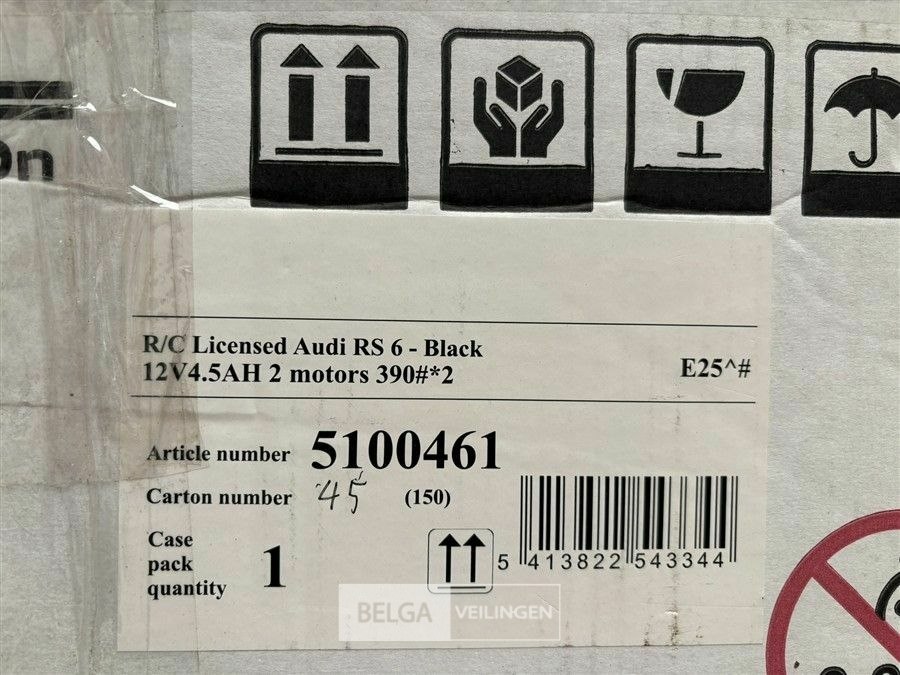 on
R/C Licensed Audi RS 6 - Black
12V4.5AH 2 motors 390#*2
E25^#
Article number 5100461
Carton number 45 (150)
Case pack quantity 1
5 413822 543344
BELGA VEILINGEN